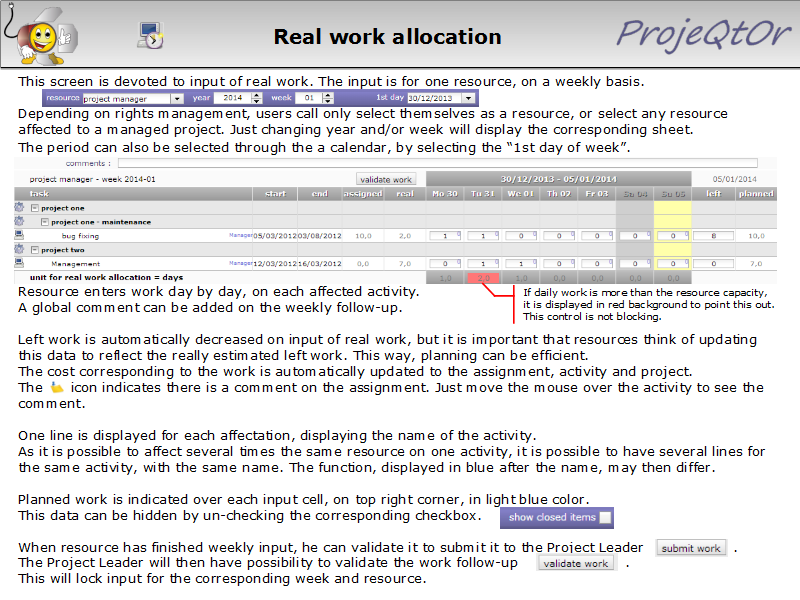 Real work allocation
ProjeQtOr
This screen is devoted to input of real work. The input is for one resource, on a weekly basis.
resource project manager year 2014 week 01 1st day 30/12/2013
Depending on rights management, users call only select themselves as a resource, or select any resource
affected to a managed project. Just changing year and/or week will display the corresponding sheet.
The period can also be selected through the a calendar, by selecting the “1st day of week”.
comments :
project manager - week 2014-01 validate work 30/12/2013 - 05/01/2014 05/01/2014
task start end assigned real Mo 30 Tu 31 We 01 Th 02 Fr 03 Sa 04 Su 05 left planned
project one
project one - maintenance
bug fixing Manager 05/03/2012 03/08/2012 10,0 2,0 1 1 0 0 0 0 0 8 10,0
project two
Management Manager 12/03/2012 16/03/2012 0,0 7,0 0 1 1 0 0 0 0 0 7,0
unit for real work allocation = days 1.0 2.0 1.0 0.0 0.0 0.0 0.0
Resource enters work day by day, on each affected activity.
A global comment can be added on the weekly follow-up.
If daily work is more than the resource capacity,
it is displayed in red background to point this out.
This control is not blocking.
Left work is automatically decreased on input of real work, but it is important that resources think of updating
this data to reflect the really estimated left work. This way, planning can be efficient.
The cost corresponding to the work is automatically updated to the assignment, activity and project.
The icon indicates there is a comment on the assignment. Just move the mouse over the activity to see the
comment.
One line is displayed for each affectation, displaying the name of the activity.
As it is possible to affect several times the same resource on one activity, it is possible to have several lines for
the same activity, with the same name. The function, displayed in blue after the name, may then differ.
Planned work is indicated over each input cell, on top right corner, in light blue color.
This data can be hidden by un-checking the corresponding checkbox. show closed items
When resource has finished weekly input, he can validate it to submit it to the Project Leader submit work .
The Project Leader will then have possibility to validate the work follow-up validate work .
This will lock input for the corresponding week and resource.